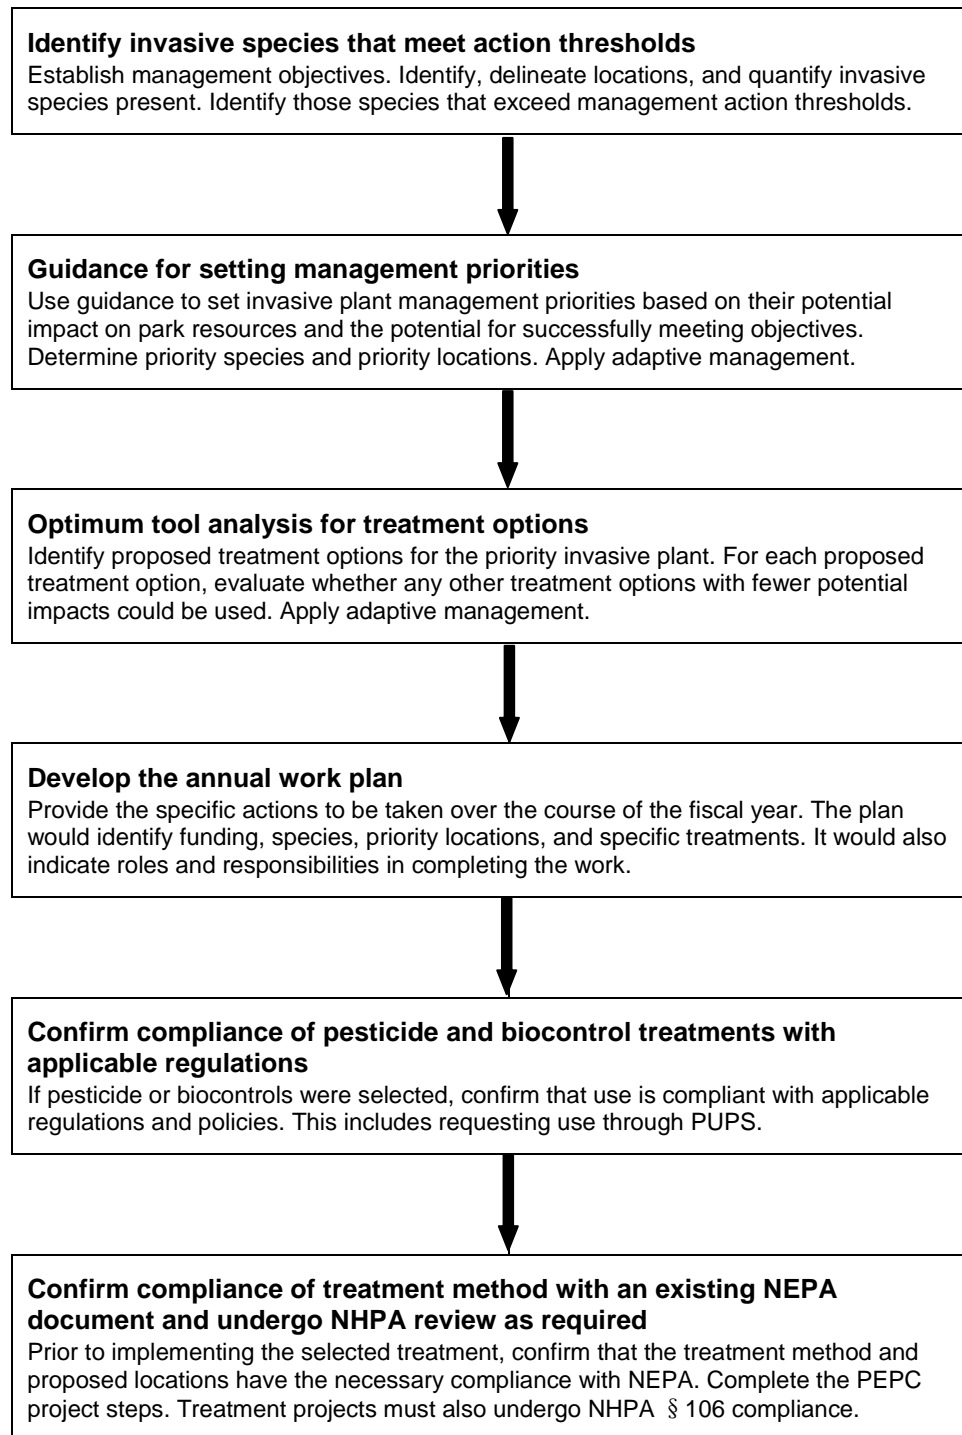 Identify invasive species that meet action thresholds
Establish management objectives. Identify, delineate locations, and quantify invasive
species present. Identify those species that exceed management action thresholds.
Guidance for setting management priorities
Use guidance to set invasive plant management priorities based on their potential
impact on park resources and the potential for successfully meeting objectives.
Determine priority species and priority locations. Apply adaptive management.
Optimum tool analysis for treatment options
Identify proposed treatment options for the priority invasive plant. For each proposed
treatment option, evaluate whether any other treatment options with fewer potential
impacts could be used. Apply adaptive management.
Develop the annual work plan
Provide the specific actions to be taken over the course of the fiscal year. The plan
would identify funding, species, priority locations, and specific treatments. It would also
indicate roles and responsibilities in completing the work.
Confirm compliance of pesticide and biocontrol treatments with
applicable regulations
If pesticide or biocontrols were selected, confirm that use is compliant with applicable
regulations and policies. This includes requesting use through PUPS.
Confirm compliance of treatment method with an existing NEPA
document and undergo NHPA review as required
Prior to implementing the selected treatment, confirm that the treatment method and
proposed locations have the necessary compliance with NEPA. Complete the PEPC
project steps. Treatment projects must also undergo NHPA § 106 compliance.